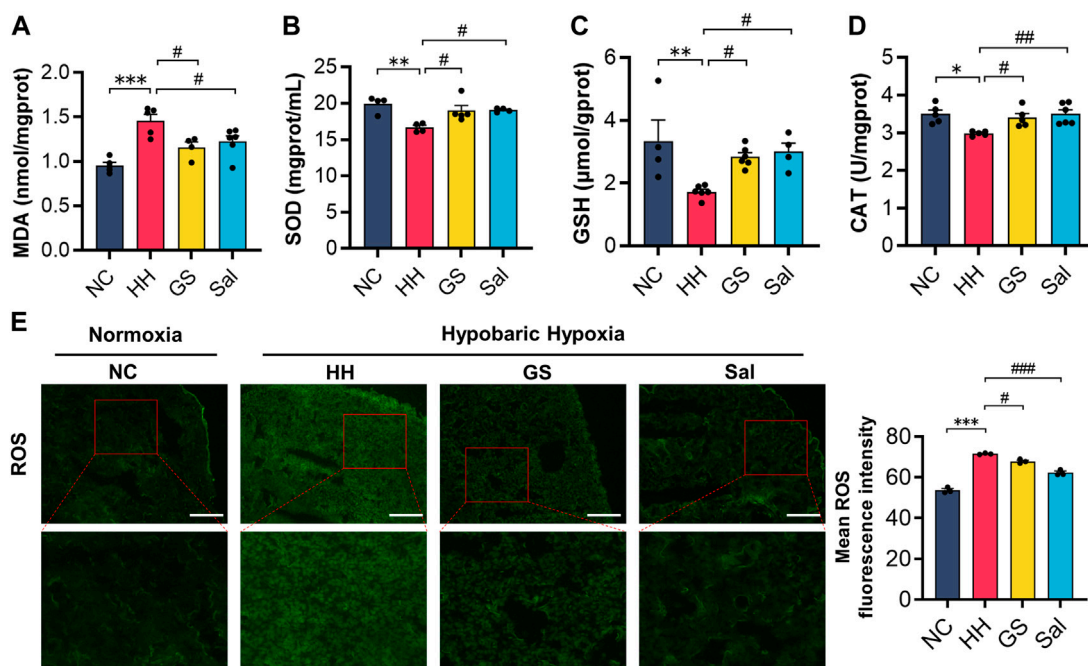 A
MDA (nmol/mgprot)
2.0
1.5
1.0
0.5
0.0
***
#
#
NC
HH
GS
Sal
B
SOD (mgprot/mL)
25
20
15
10
5
0
**
#
#
NC
HH
GS
Sal
C
GSH (μmol/gprot)
6
4
2
0
**
#
#
NC
HH
GS
Sal
D
CAT (U/mgprot)
5
4
3
2
1
0
*
#
##
NC
HH
GS
Sal
E
Normoxia
Hypobaric Hypoxia
NC
HH
GS
Sal
ROS
Mean ROS
fluorescence intensity
80
60
40
20
0
***
#
###
NC
HH
GS
Sal